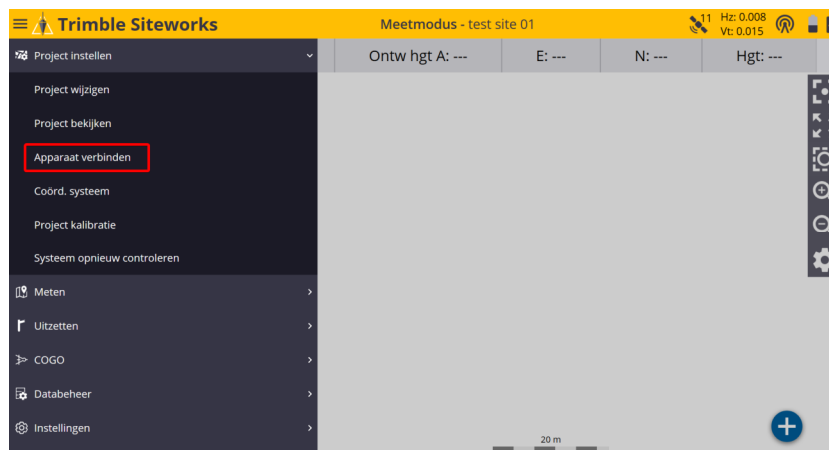 Trimble Siteworks
Meetmodus - test site 01
11
Hz: 0.008
Vt: 0.015
Project instellen
Ontw hgt A: ---
E: ---
N: ---
Hgt: ---
Project wijzigen
Project bekijken
Apparaat verbinden
Coörd. systeem
Project kalibratie
Systeem opnieuw controleren
Meten
Uitzetten
COGO
Databeheer
Instellingen
20 m